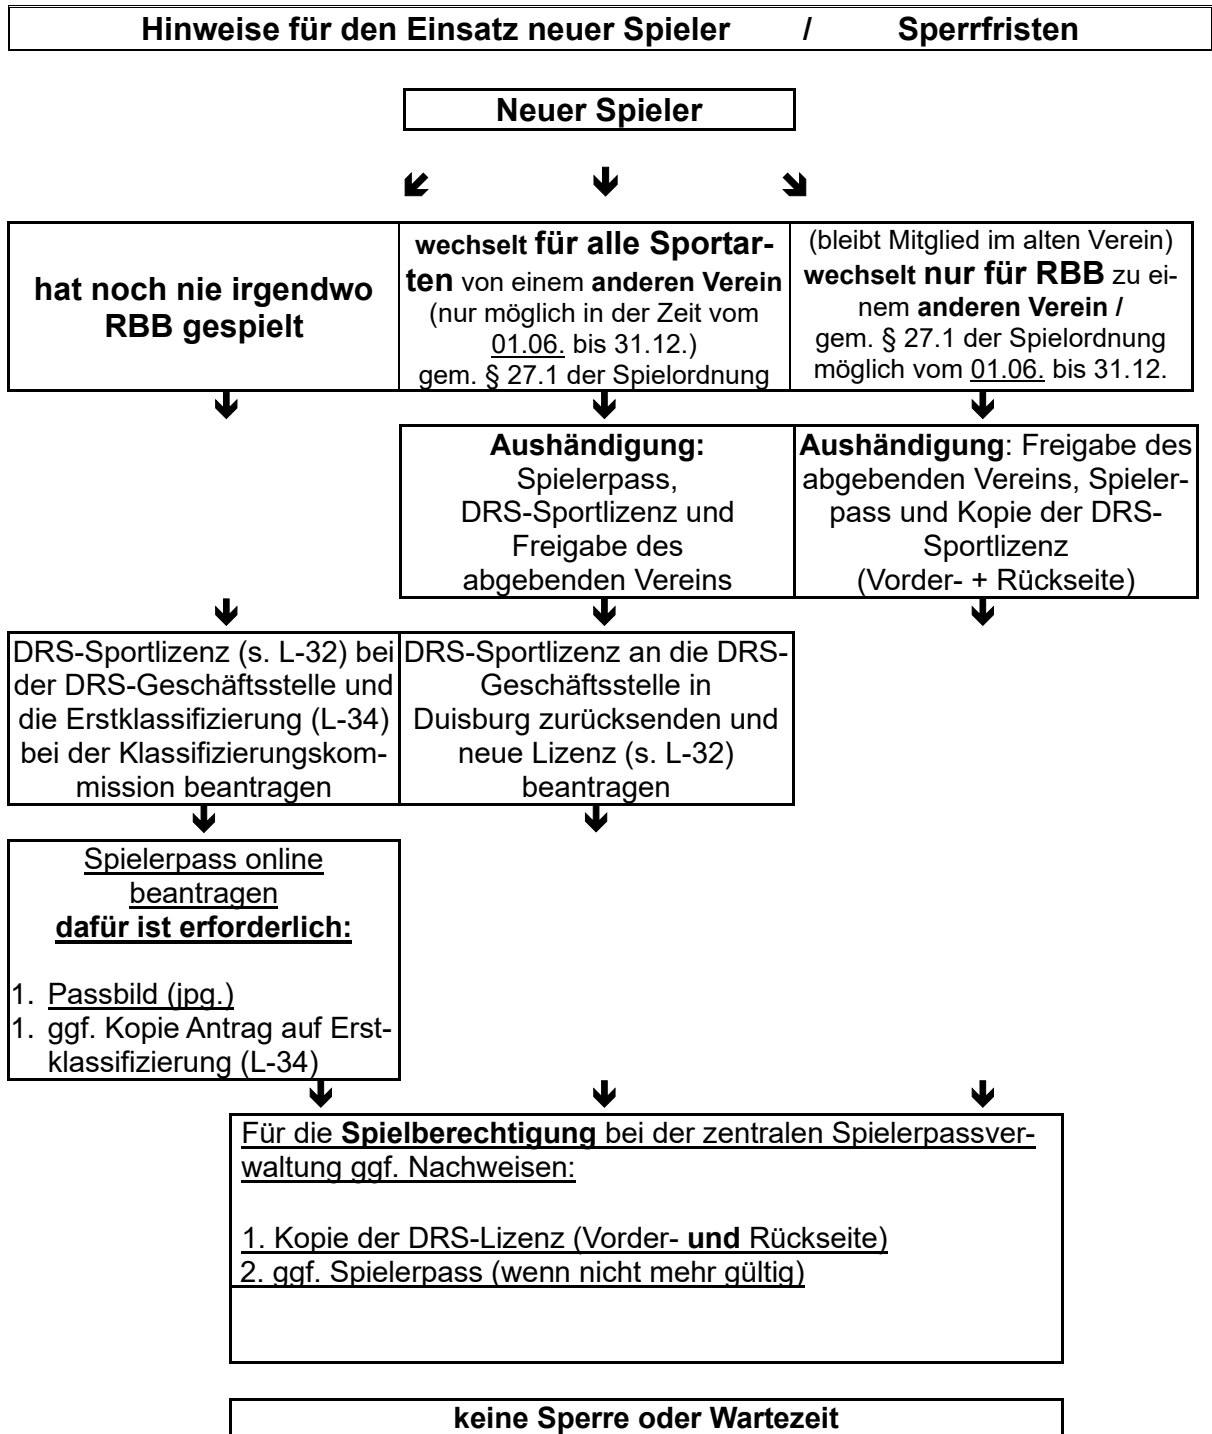 Hinweise für den Einsatz neuer Spieler / Sperrfristen
Neuer Spieler
hat noch nie irgendwo
RBB gespielt
wechselt für alle Sportar-
ten von einem anderen Verein
(nur möglich in der Zeit vom
01.06. bis 31.12.)
gem. § 27.1 der Spielordnung
(bleibt Mitglied im alten Verein)
wechselt nur für RBB zu ei-
nem anderen Verein /
gem. § 27.1 der Spielordnung
möglich vom 01.06. bis 31.12.
Aushändigung:
Spielerpass,
DRS-Sportlizenz und
Freigabe des
abgebenden Vereins
Aushändigung: Freigabe des
abgebenden Vereins, Spieler-
pass und Kopie der DRS-
Sportlizenz
(Vorder- + Rückseite)
DRS-Sportlizenz (s. L-32) bei
der DRS-Geschäftsstelle und
die Erstklassifizierung (L-34)
bei der Klassifizierungskom-
mission beantragen
DRS-Sportlizenz an die DRS-
Geschäftsstelle in
Duisburg zurücksenden und
neue Lizenz (s. L-32)
beantragen
Spielerpass online
beantragen
dafür ist erforderlich:
1. Passbild (jpg.)
1. ggf. Kopie Antrag auf Erst-
klassifizierung (L-34)
Für die Spielberechtigung bei der zentralen Spielerpassver-
waltung ggf. Nachweisen:
1. Kopie der DRS-Lizenz (Vorder- und Rückseite)
2. ggf. Spielerpass (wenn nicht mehr gültig)
keine Sperre oder Wartezeit